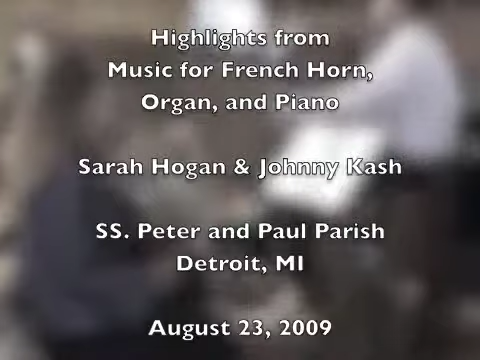 Highlights from
Music for French Horn,
Organ, and Piano
Sarah Hogan & Johnny Kash
SS. Peter and Paul Parish
Detroit, MI
August 23, 2009